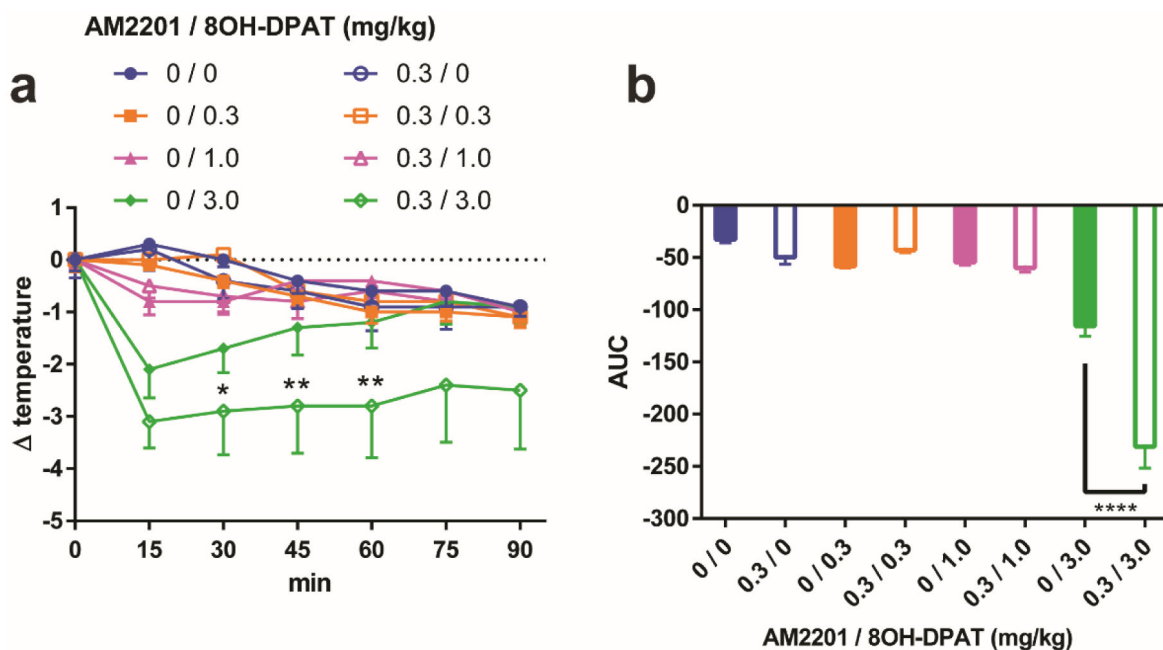 AM2201 / 8OH-DPAT (mg/kg)
a
0 / 0
0.3 / 0
0 / 0.3
0.3 / 0.3
0 / 1.0
0.3 / 1.0
0 / 3.0
0.3 / 3.0
1
0
-1
-2
-3
-4
-5
Δ temperature
*
**
**
0
15
30
45
60
75
90
min
b
0
-50
-100
-150
-200
-250
-300
AUC
****
0 / 0
0.3 / 0
0 / 0.3
0.3 / 0.3
0 / 1.0
0.3 / 1.0
0 / 3.0
0.3 / 3.0
AM2201 / 8OH-DPAT (mg/kg)